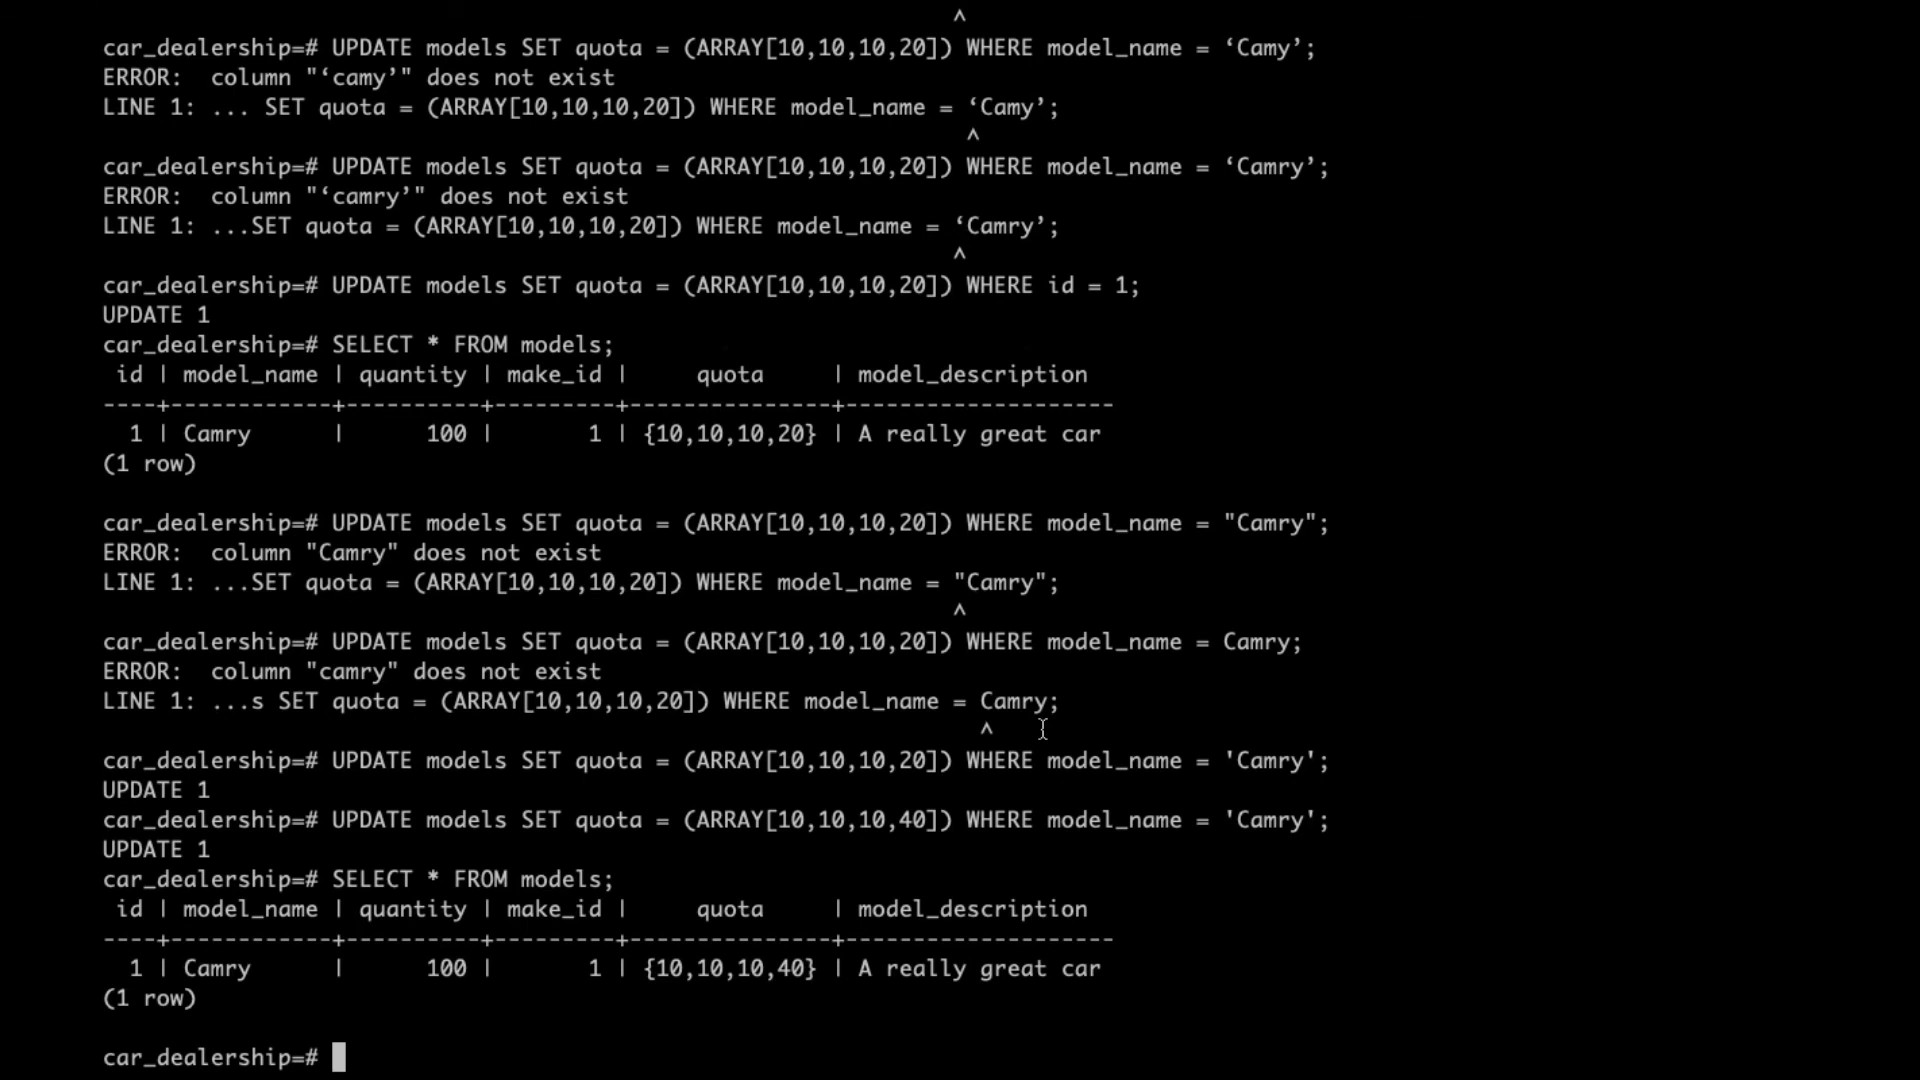 ^
car_dealership=# UPDATE models SET quota = (ARRAY[10,10,10,20]) WHERE model_name = ‘Camy’;
ERROR:  column "‘camy’" does not exist
LINE 1: ... SET quota = (ARRAY[10,10,10,20]) WHERE model_name = ‘Camy’;
^
car_dealership=# UPDATE models SET quota = (ARRAY[10,10,10,20]) WHERE model_name = ‘Camry’;
ERROR:  column "‘camry’" does not exist
LINE 1: ...SET quota = (ARRAY[10,10,10,20]) WHERE model_name = ‘Camry’;
^
car_dealership=# UPDATE models SET quota = (ARRAY[10,10,10,20]) WHERE id = 1;
UPDATE 1
car_dealership=# SELECT * FROM models;
 id | model_name | quantity | make_id |     quota     | model_description
----+------------+----------+---------+---------------+--------------------
  1 | Camry      |      100 |       1 | {10,10,10,20} | A really great car
(1 row)
car_dealership=# UPDATE models SET quota = (ARRAY[10,10,10,20]) WHERE model_name = "Camry";
ERROR:  column "Camry" does not exist
LINE 1: ...SET quota = (ARRAY[10,10,10,20]) WHERE model_name = "Camry";
^
car_dealership=# UPDATE models SET quota = (ARRAY[10,10,10,20]) WHERE model_name = Camry;
ERROR:  column "camry" does not exist
LINE 1: ...s SET quota = (ARRAY[10,10,10,20]) WHERE model_name = Camry;
^
car_dealership=# UPDATE models SET quota = (ARRAY[10,10,10,20]) WHERE model_name = 'Camry';
UPDATE 1
car_dealership=# UPDATE models SET quota = (ARRAY[10,10,10,40]) WHERE model_name = 'Camry';
UPDATE 1
car_dealership=# SELECT * FROM models;
 id | model_name | quantity | make_id |     quota     | model_description
----+------------+----------+---------+---------------+--------------------
  1 | Camry      |      100 |       1 | {10,10,10,40} | A really great car
(1 row)
car_dealership=#